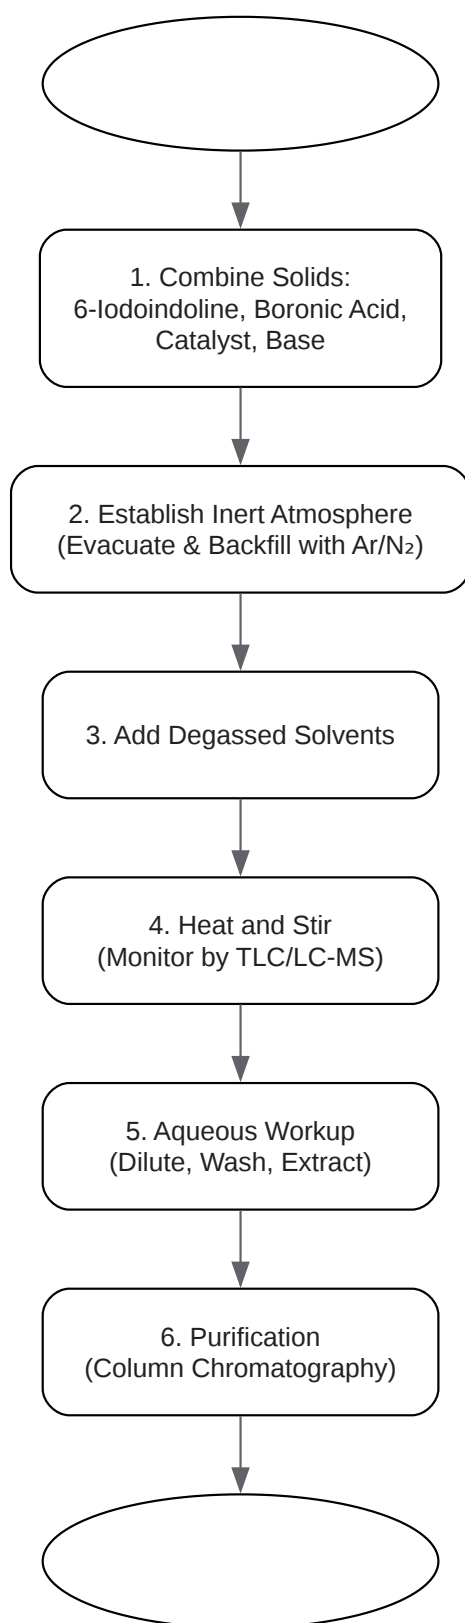 1. Combine Solids:
6-Iodoindoline, Boronic Acid,
Catalyst, Base
2. Establish Inert Atmosphere
(Evacuate & Backfill with Ar/N₂)
3. Add Degassed Solvents
4. Heat and Stir
(Monitor by TLC/LC-MS)
5. Aqueous Workup
(Dilute, Wash, Extract)
6. Purification
(Column Chromatography)